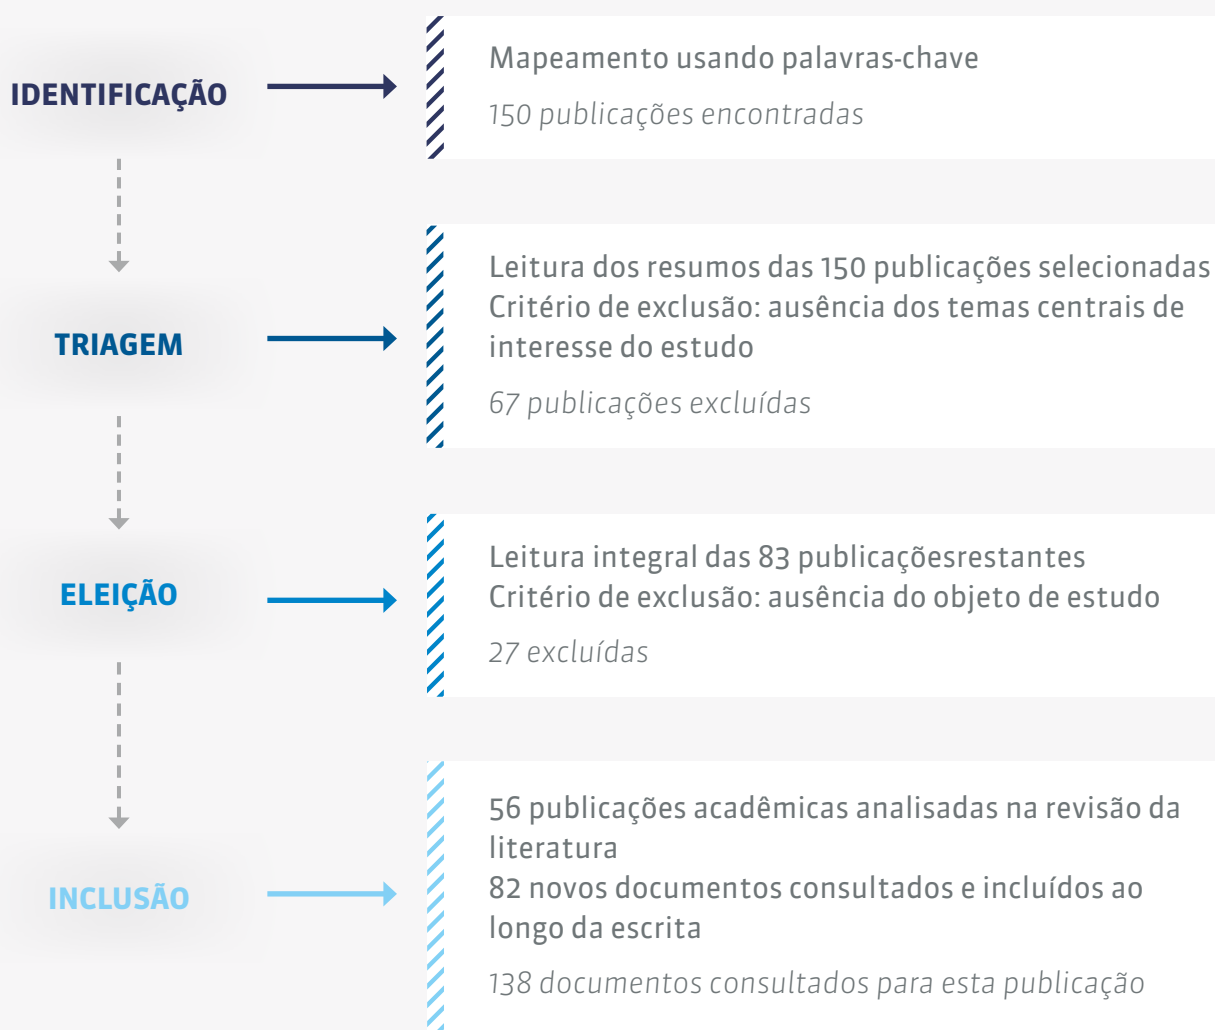 IDENTIFICAÇÃO
Mapeamento usando palavras-chave
150 publicações encontradas
TRIAGEM
Leitura dos resumos das 150 publicações selecionadas
Critério de exclusão: ausência dos temas centrais de
interesse do estudo
67 publicações excluídas
ELEIÇÃO
Leitura integral das 83 publicaçõesrestantes
Critério de exclusão: ausência do objeto de estudo
27 excluídas
INCLUSÃO
56 publicações acadêmicas analisadas na revisão da
literatura
82 novos documentos consultados e incluídos ao
longo da escrita
138 documentos consultados para esta publicação